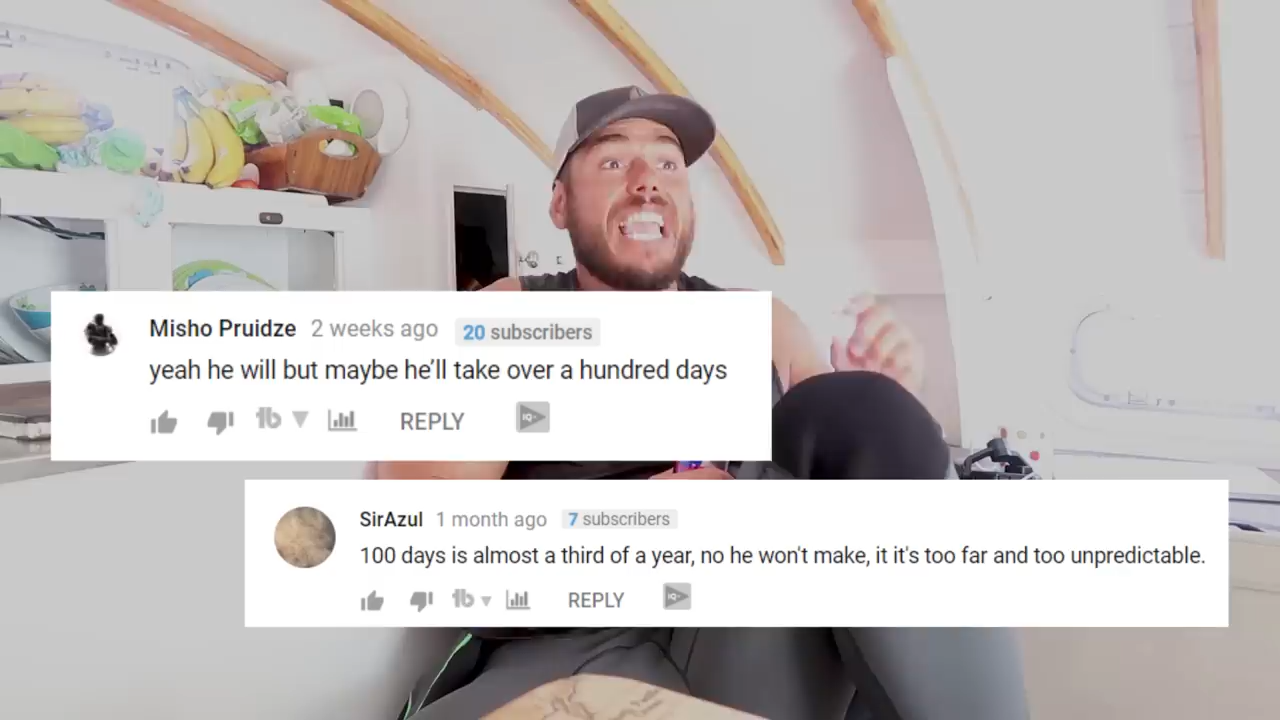 Misho Pruidze 2 weeks ago 20 subscribers
yeah he will but maybe he'll take over a hundred days
REPLY
SirAzul 1 month ago 7 subscribers
100 days is almost a third of a year, no he won't make, it it's too far and too unpredictable.
REPLY